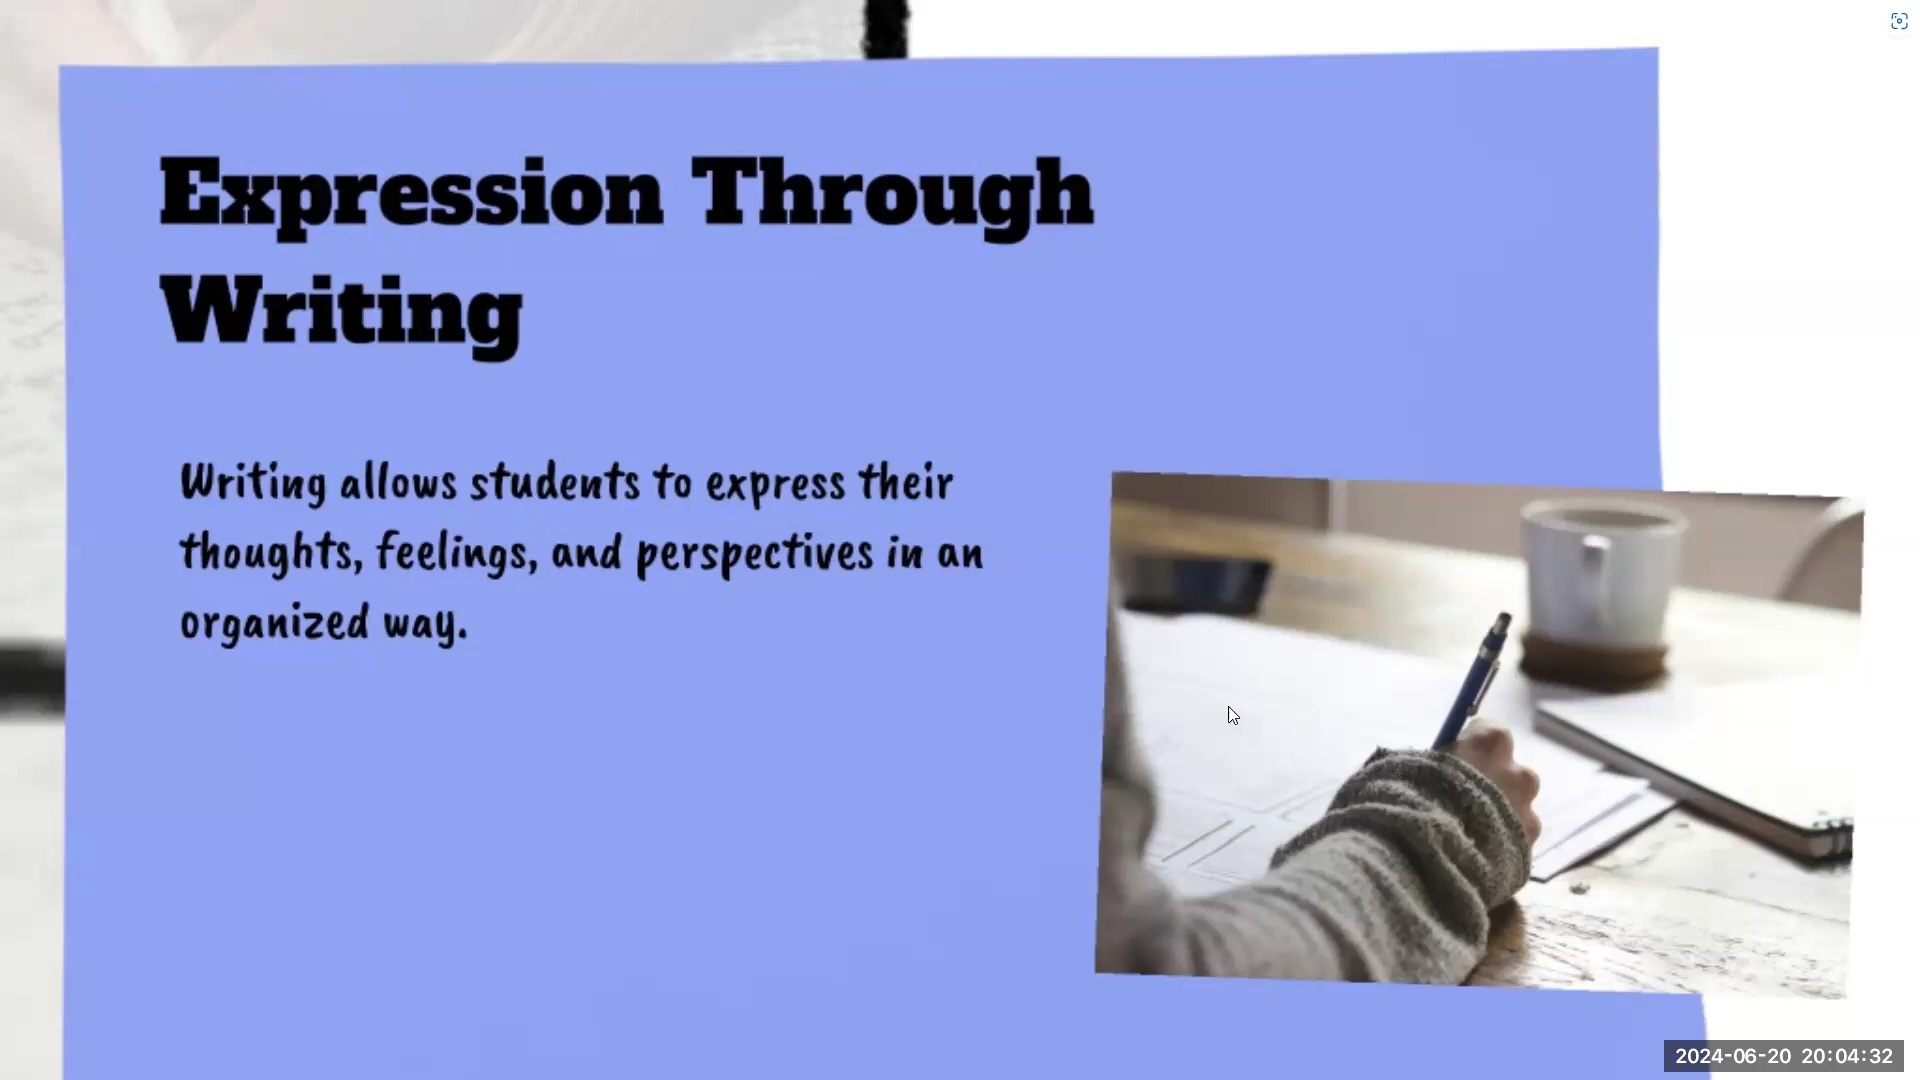 Expression Through
Writing
Writing allows students to express their
thoughts, feelings, and perspectives in an
organized way.
2024-06-20 20:04:32